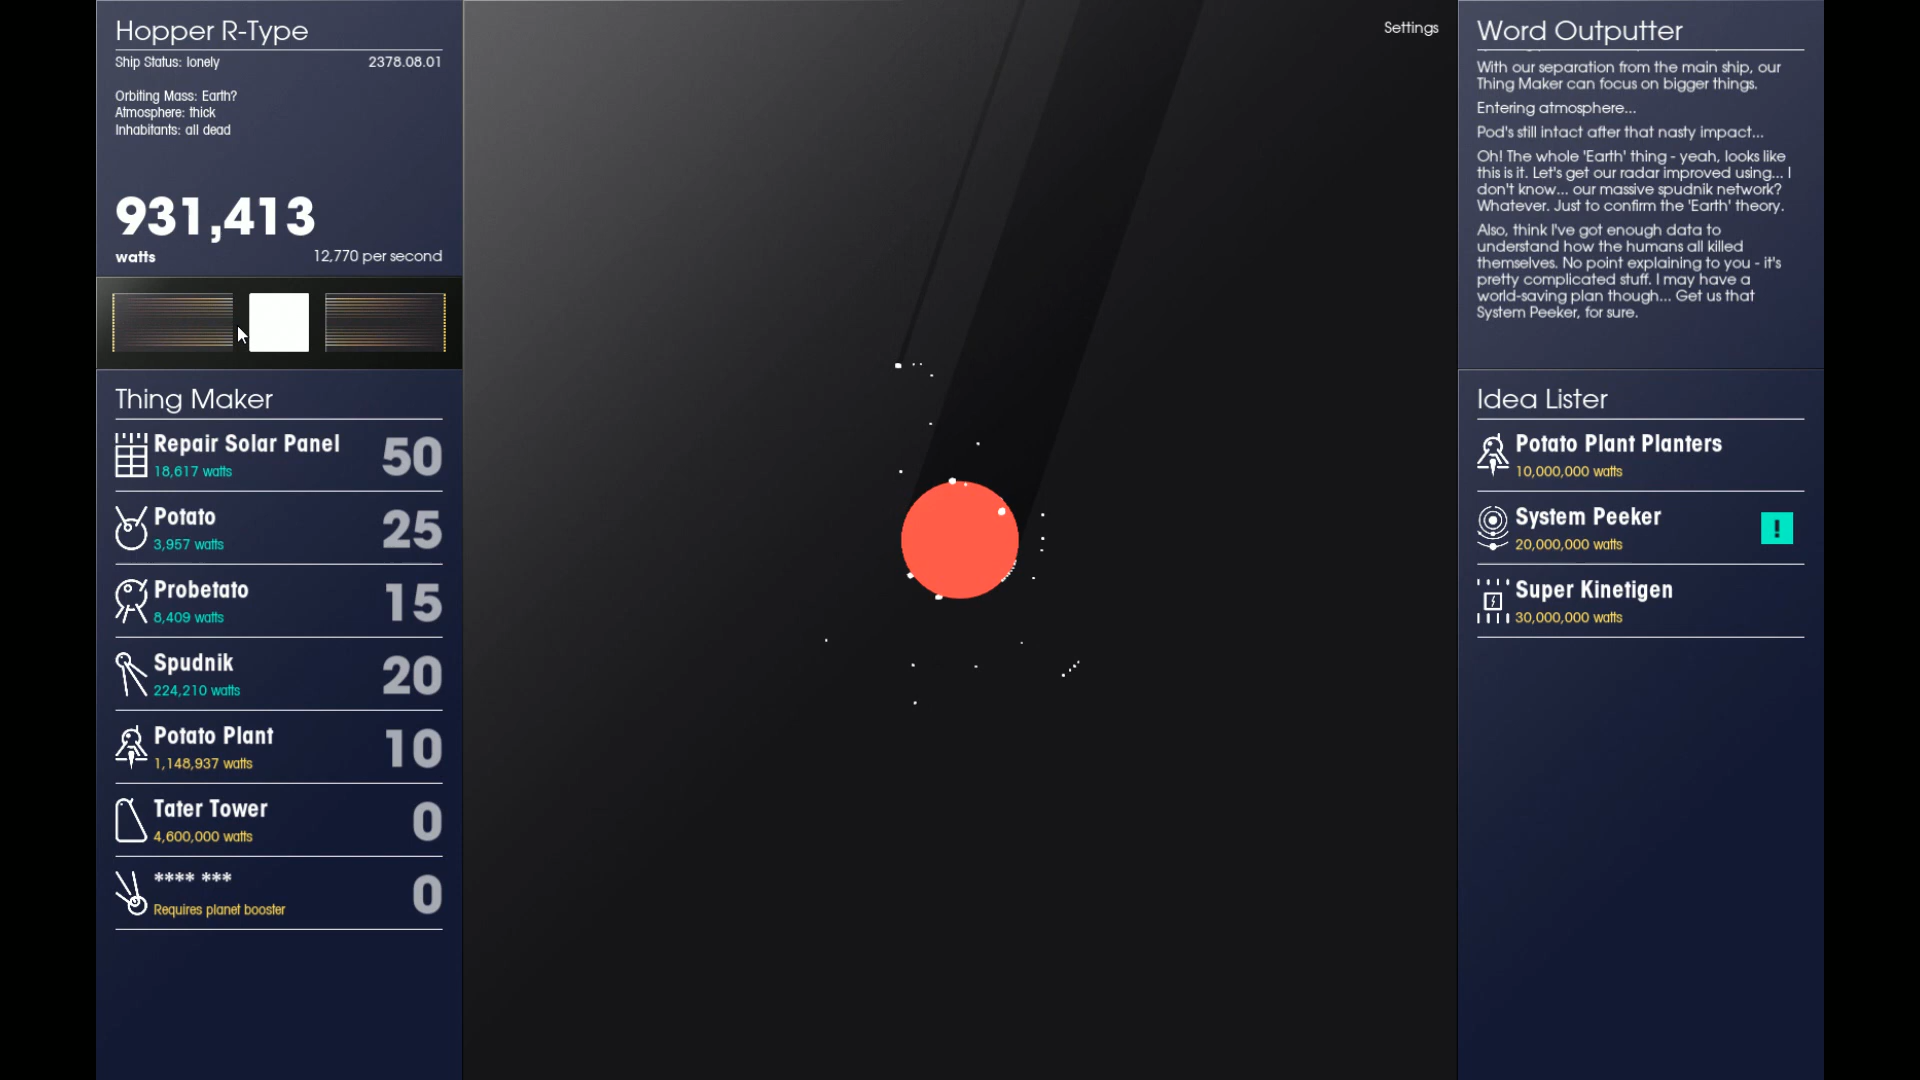 Hopper R-Type
Ship Status: lonely
2378.08.01
Orbiting Mass: Earth?
Atmosphere: thick
Inhabitants: all dead
931,413
watts
12,770 per second
Thing Maker
Repair Solar Panel
50
18,617 watts
Potato
25
3,957 watts
Probetato
15
8,409 watts
Spudnik
20
224,210 watts
Potato Plant
10
1,148,937 watts
Tater Tower
0
4,600,000 watts
**** ***
0
Requires planet booster
Settings
Word Outputter
With our separation from the main ship, our
Thing Maker can focus on bigger things.
Entering atmosphere...
Pod's still intact after that nasty impact...
Oh! The whole 'Earth' thing - yeah, looks like
this is it. Let's get our radar improved using... I
don't know... our massive spudnik network?
Whatever. Just to confirm the 'Earth' theory.
Also, think I've got enough data to
understand how the humans all killed
themselves. No point explaining to you - it's
pretty complicated stuff. I may have a
world-saving plan though... Get us that
System Peeker, for sure.
Idea Lister
Potato Plant Planters
10,000,000 watts
System Peeker
!
20,000,000 watts
Super Kinetigen
30,000,000 watts